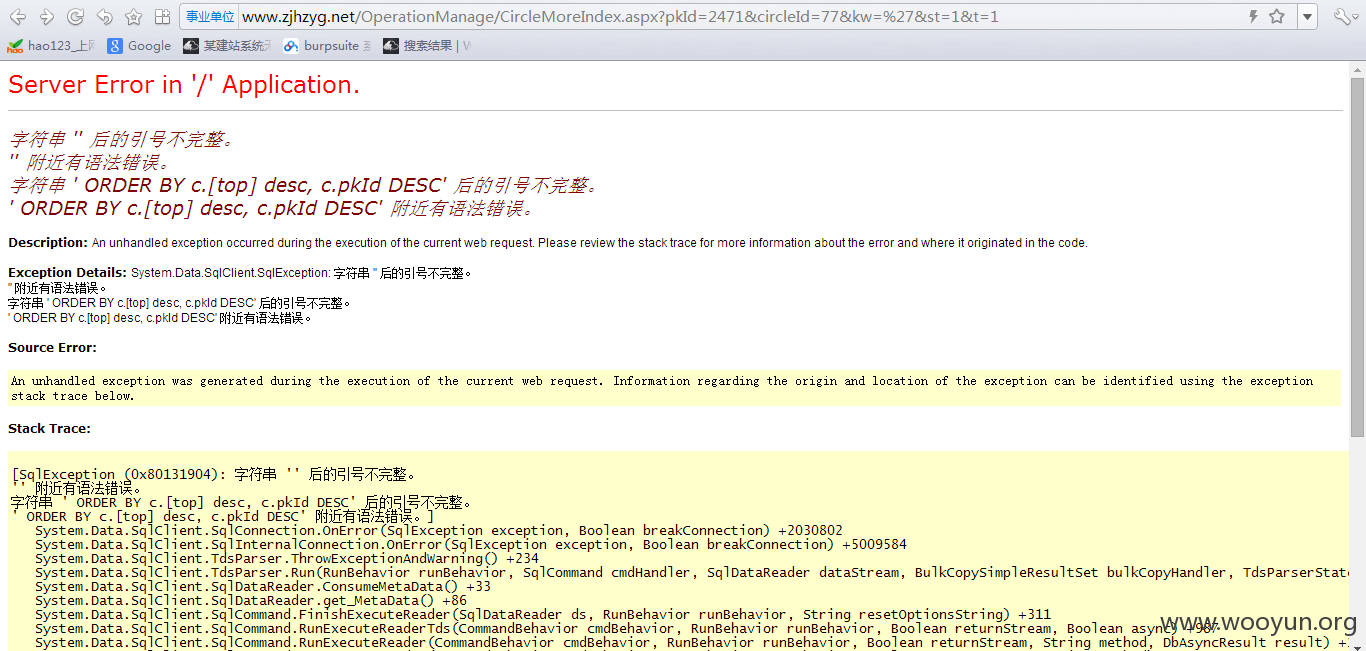 事业单位 www.zjhzyg.net/OperationManage/CircleMoreIndex.aspx?pkId=2471&circleId=77&kw=%27&st=1&t=1
hao123_上网 Google 某建站系统 burpsuite 搜索结果 | W
Server Error in '/' Application.
字符串 '' 后的引号不完整。
'' 附近有语法错误。
字符串 ' ORDER BY c.[top] desc, c.pkId DESC' 后的引号不完整。
' ORDER BY c.[top] desc, c.pkId DESC' 附近有语法错误。
Description: An unhandled exception occurred during the execution of the current web request. Please review the stack trace for more information about the error and where it originated in the code.
Exception Details: System.Data.SqlClient.SqlException: 字符串 '' 后的引号不完整。
'' 附近有语法错误。
字符串 ' ORDER BY c.[top] desc, c.pkId DESC' 后的引号不完整。
' ORDER BY c.[top] desc, c.pkId DESC' 附近有语法错误。
Source Error:
An unhandled exception was generated during the execution of the current web request. Information regarding the origin and location of the exception can be identified using the exception
stack trace below.
Stack Trace:
[SqlException (0x80131904): 字符串 '' 后的引号不完整。
'' 附近有语法错误。
字符串 ' ORDER BY c.[top] desc, c.pkId DESC' 后的引号不完整。
' ORDER BY c.[top] desc, c.pkId DESC' 附近有语法错误。]
System.Data.SqlClient.SqlConnection.OnError(SqlException exception, Boolean breakConnection) +2030802
System.Data.SqlClient.SqlInternalConnection.OnError(SqlException exception, Boolean breakConnection) +5009584
System.Data.SqlClient.TdsParser.ThrowExceptionAndWarning() +234
System.Data.SqlClient.TdsParser.Run(RunBehavior runBehavior, SqlCommand cmdHandler, SqlDataReader dataStream, BulkCopySimpleResultSet bulkCopyHandler, TdsParserState
System.Data.SqlClient.SqlDataReader.ConsumeMetaData() +33
System.Data.SqlClient.SqlDataReader.get_MetaData() +86
System.Data.SqlClient.SqlCommand.FinishExecuteReader(SqlDataReader ds, RunBehavior runBehavior, String resetOptionsString) +311
System.Data.SqlClient.SqlCommand.RunExecuteReaderTds(CommandBehavior cmdBehavior, RunBehavior runBehavior, Boolean returnStream, Boolean async) +987
System.Data.SqlClient.SqlCommand.RunExecuteReader(CommandBehavior cmdBehavior, RunBehavior runBehavior, Boolean returnStream, String method, DbAsyncResult result) +
www.wooyun.org